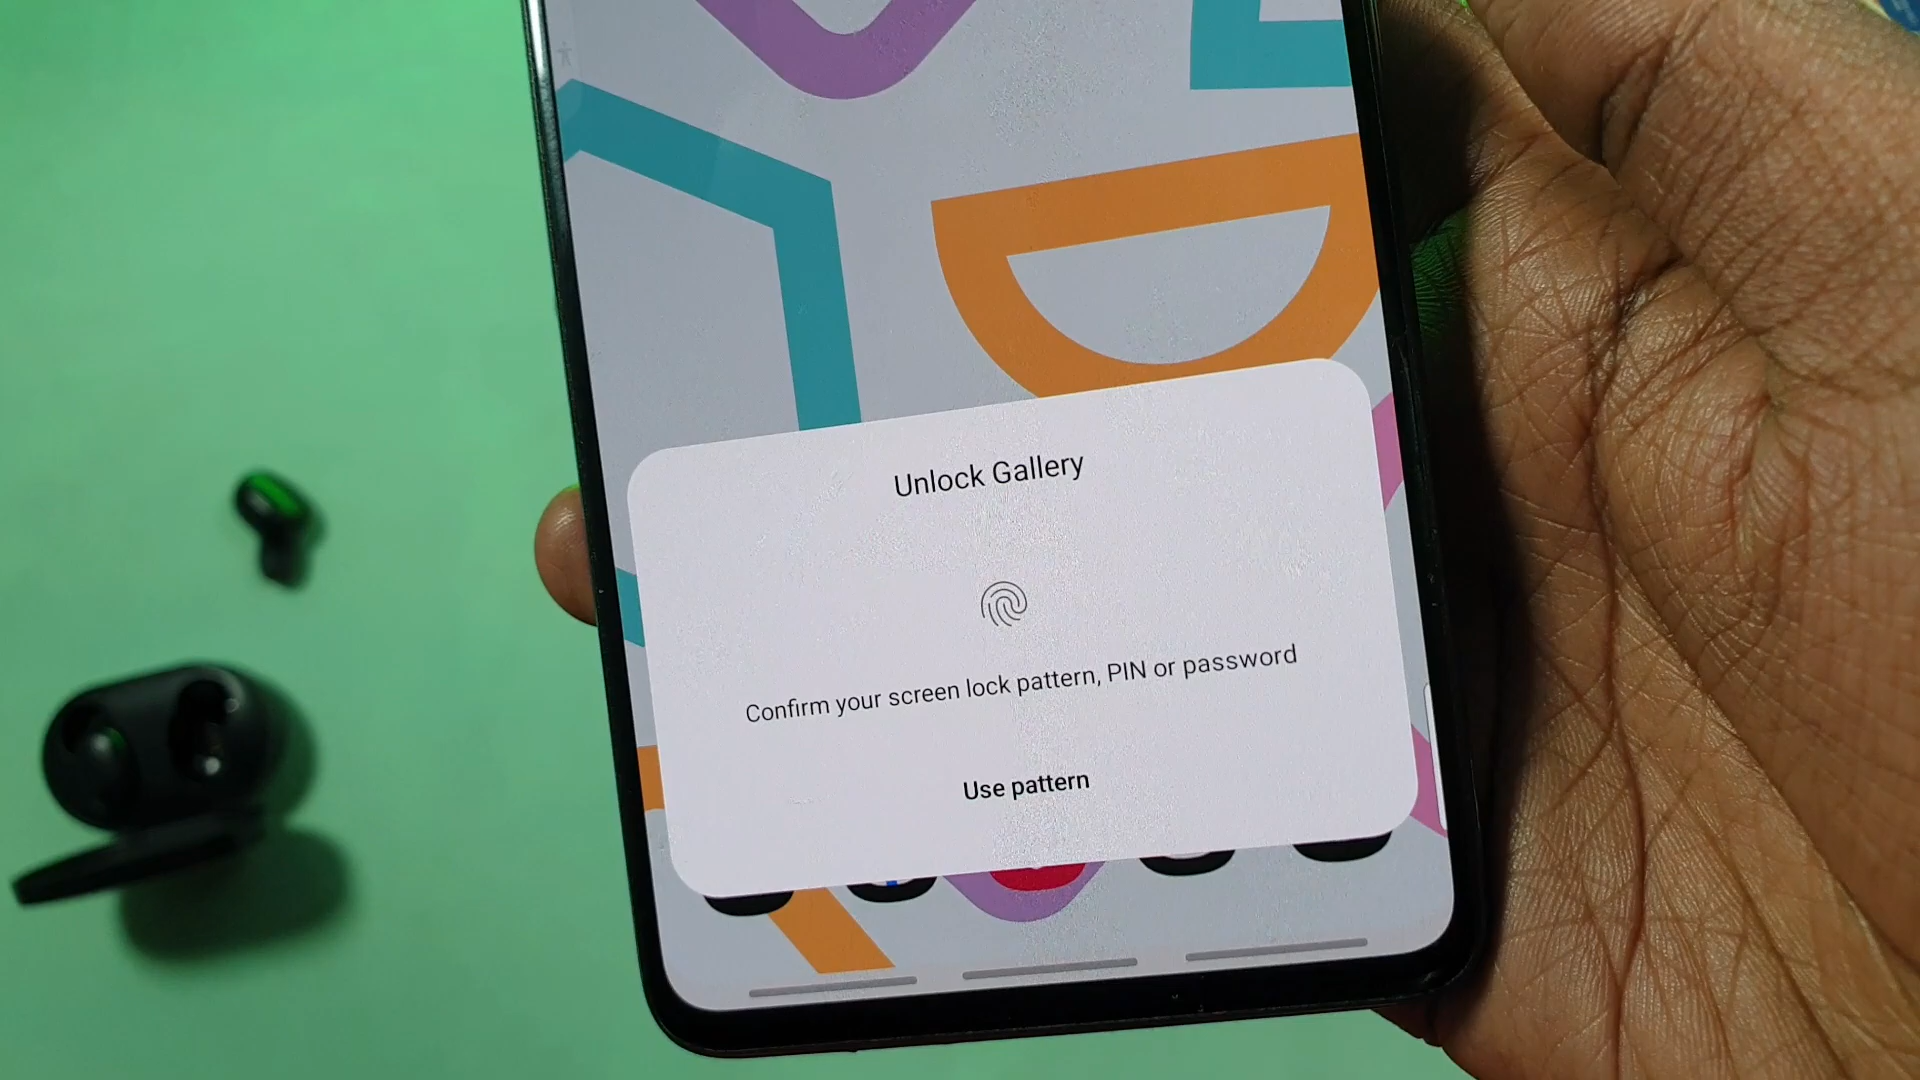 Unlock Gallery
Confirm your screen lock pattern, PIN or password
Use pattern